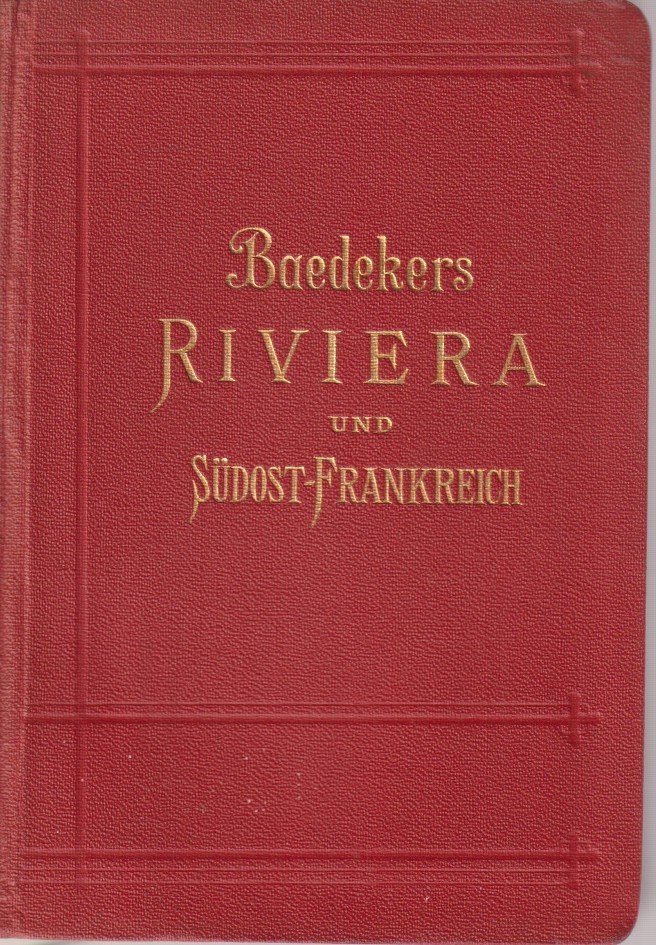 Baedekers
RIVIERA
UND
SÜDOST-FRANKREICH